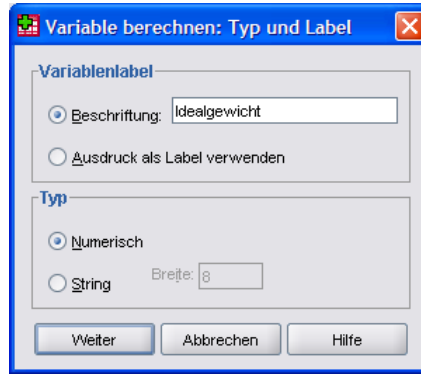 Variable berechnen: Typ und Label
Variablenlabel
Beschriftung: Idealgewicht
Ausdruck als Label verwenden
Typ
Numerisch
String Breite: 8
Weiter Abbrechen Hilfe